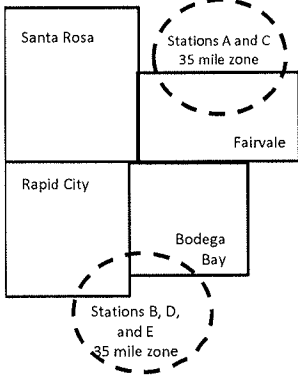 Santa Rosa
Stations A and C
35 mile zone
Fairvale
Rapid City
Bodega
Bay
Stations B, D,
and E
35 mile zone